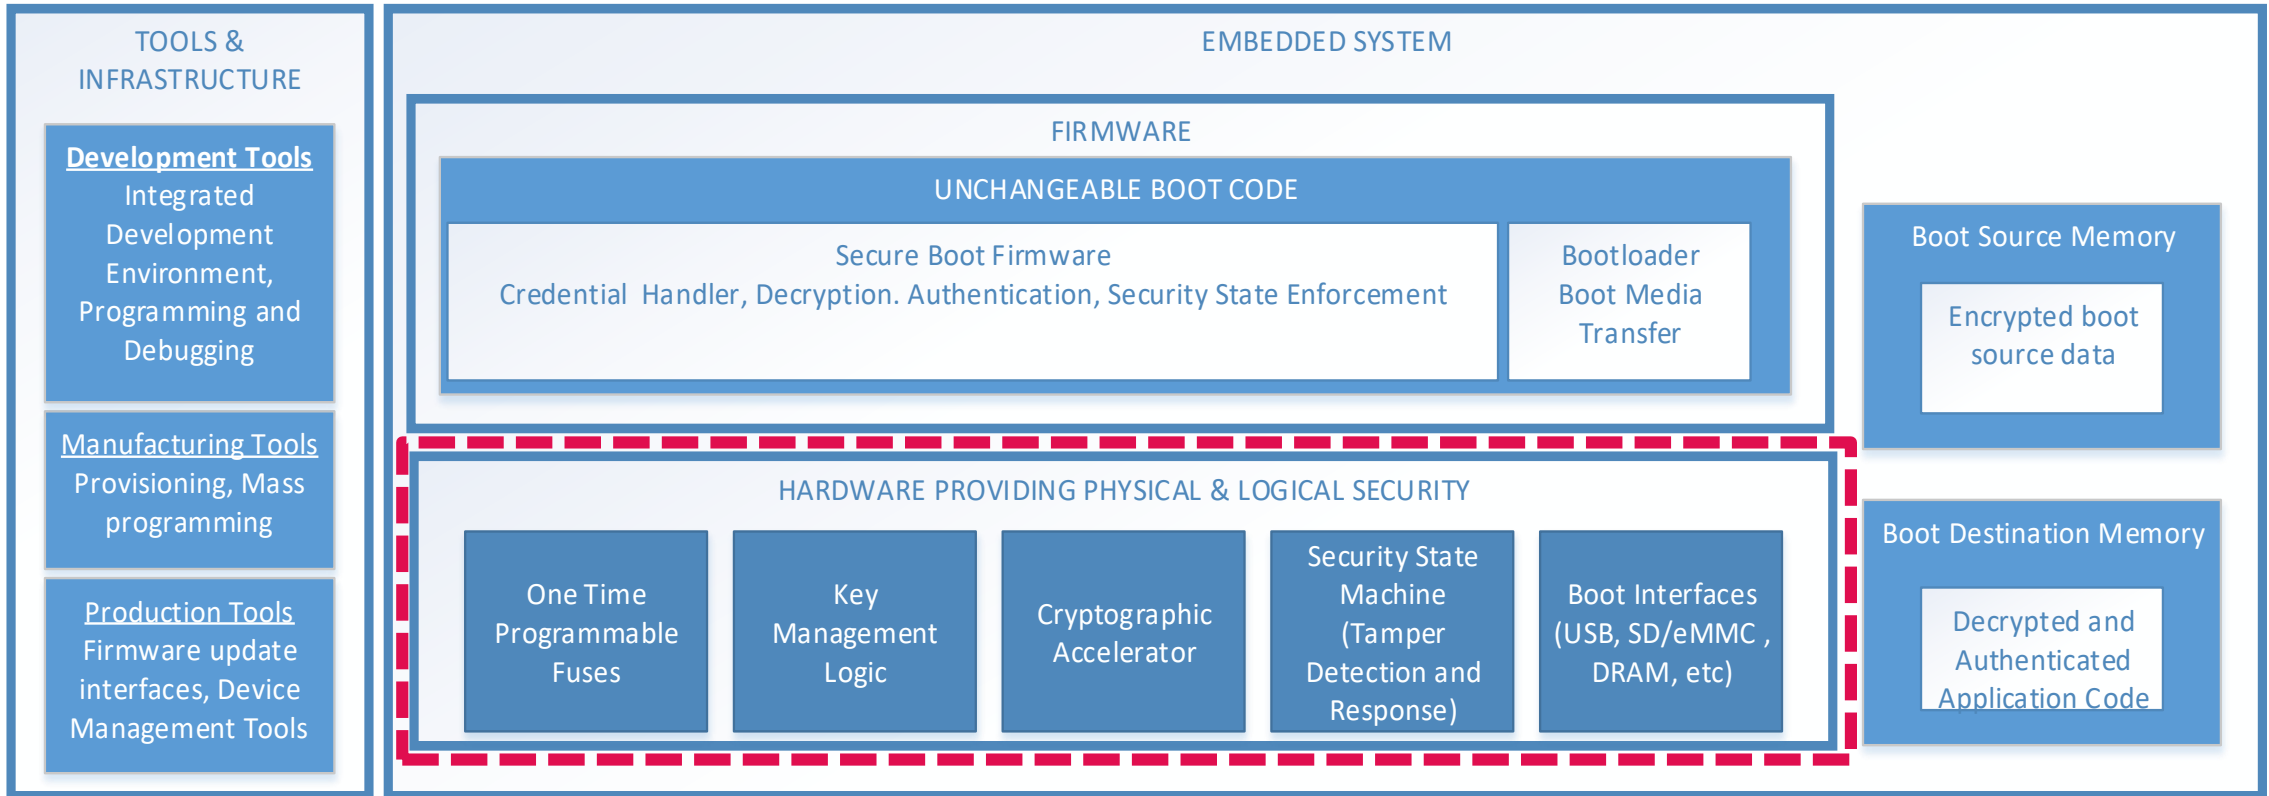 TOOLS &
INFRASTRUCTURE
Development Tools
Integrated
Development
Environment,
Programming and
Debugging
Manufacturing Tools
Provisioning, Mass
programming
Production Tools
Firmware update
interfaces, Device
Management Tools
EMBEDDED SYSTEM
FIRMWARE
UNCHANGEABLE BOOT CODE
Secure Boot Firmware
Credential Handler, Decryption. Authentication, Security State Enforcement
Bootloader
Boot Media
Transfer
HARDWARE PROVIDING PHYSICAL & LOGICAL SECURITY
One Time
Programmable
Fuses
Key
Management
Logic
Cryptographic
Accelerator
Security State
Machine
(Tamper
Detection and
Response)
Boot Interfaces
(USB, SD/eMMC ,
DRAM, etc)
Boot Source Memory
Encrypted boot
source data
Boot Destination Memory
Decrypted and
Authenticated
Application Code